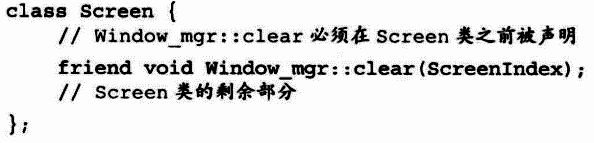 class Screen {
// Window_mgr::clear 必须在 Screen 类之前被声明
friend void Window_mgr::clear(ScreenIndex);
// Screen 类的剩余部分
};